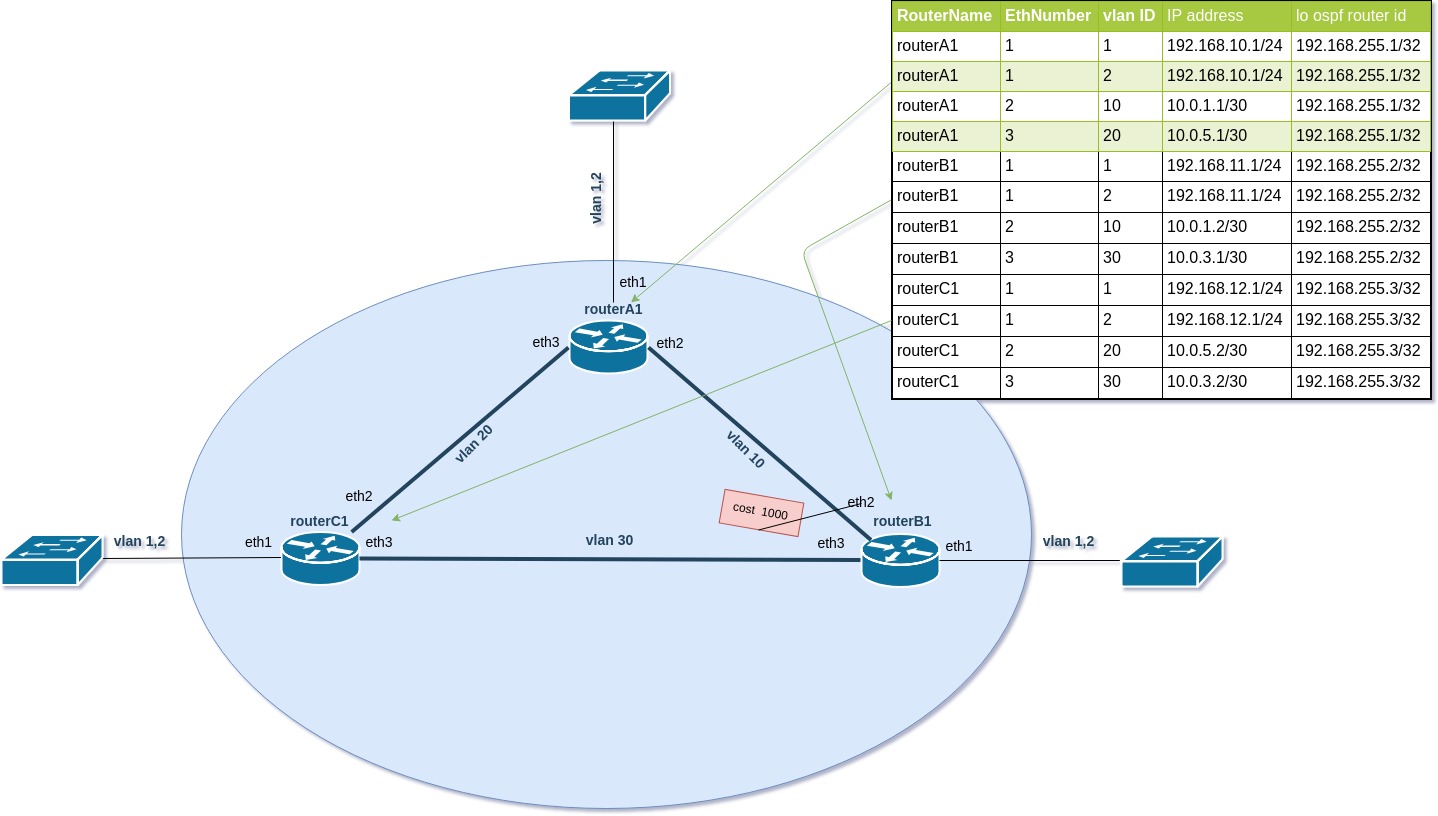 RouterName EthNumber vlan ID IP address lo ospf router id
routerA1 1 1 192.168.10.1/24 192.168.255.1/32
routerA1 1 2 192.168.10.1/24 192.168.255.1/32
routerA1 2 10 10.0.1.1/30 192.168.255.1/32
routerA1 3 20 10.0.5.1/30 192.168.255.1/32
routerB1 1 1 192.168.11.1/24 192.168.255.2/32
routerB1 1 2 192.168.11.1/24 192.168.255.2/32
routerB1 2 10 10.0.1.2/30 192.168.255.2/32
routerB1 3 30 10.0.3.1/30 192.168.255.2/32
routerC1 1 1 192.168.12.1/24 192.168.255.3/32
routerC1 1 2 192.168.12.1/24 192.168.255.3/32
routerC1 2 20 10.0.5.2/30 192.168.255.3/32
routerC1 3 30 10.0.3.2/30 192.168.255.3/32
vlan 1,2
eth1
routerA1
eth3
eth2
vlan 20
vlan 10
eth2
cost 1000
eth2
routerC1
routerB1
vlan 1,2
eth1
eth3
vlan 30
eth3
eth1
vlan 1,2